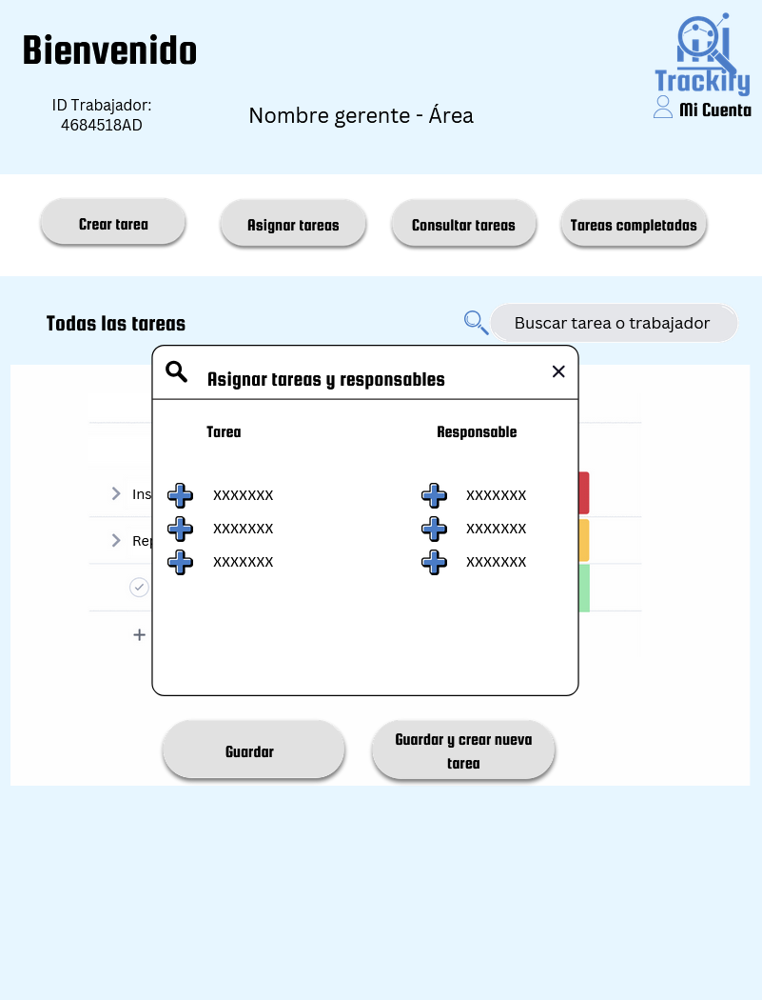 Bienvenido
Trackify
Mi Cuenta
ID Trabajador:
4684518AD
Nombre gerente - Área
Crear tarea
Asignar tareas
Consultar tareas
Tareas completadas
Todas las tareas
Buscar tarea o trabajador
Asignar tareas y responsables
Tarea
Responsable
Ins
xxxxxxx
xxxxxxx
xxxxxxx
xxxxxxx
Rep
xxxxxxx
xxxxxxx
Guardar
Guardar y crear nueva
tarea